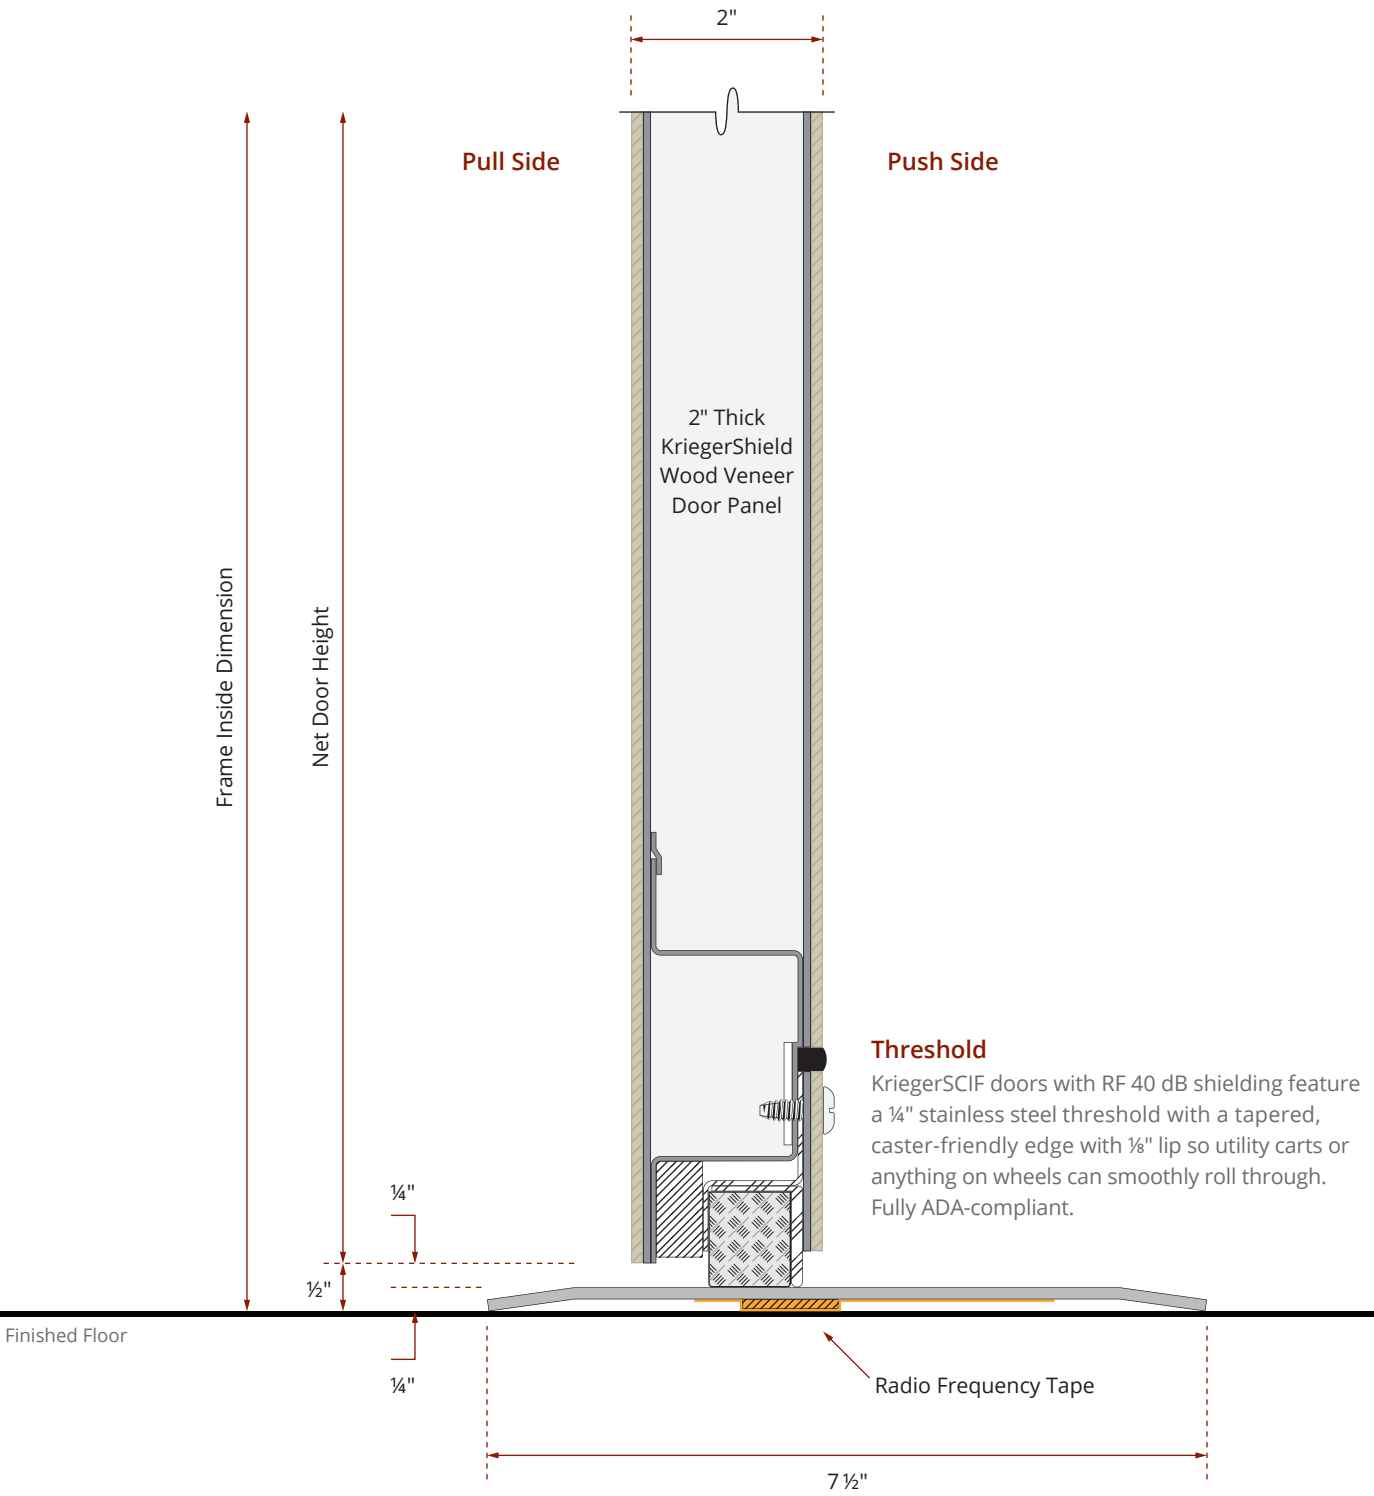 2"
Pull Side
Push Side
2" Thick
KriegerShield
Wood Veneer
Door Panel
Frame Inside Dimension
Net Door Height
Threshold
KriegerSCIF doors with RF 40 dB shielding feature
a ¼" stainless steel threshold with a tapered,
caster-friendly edge with ⅛" lip so utility carts or
anything on wheels can smoothly roll through.
Fully ADA-compliant.
¼"
½"
Finished Floor
¼"
Radio Frequency Tape
7 ½"